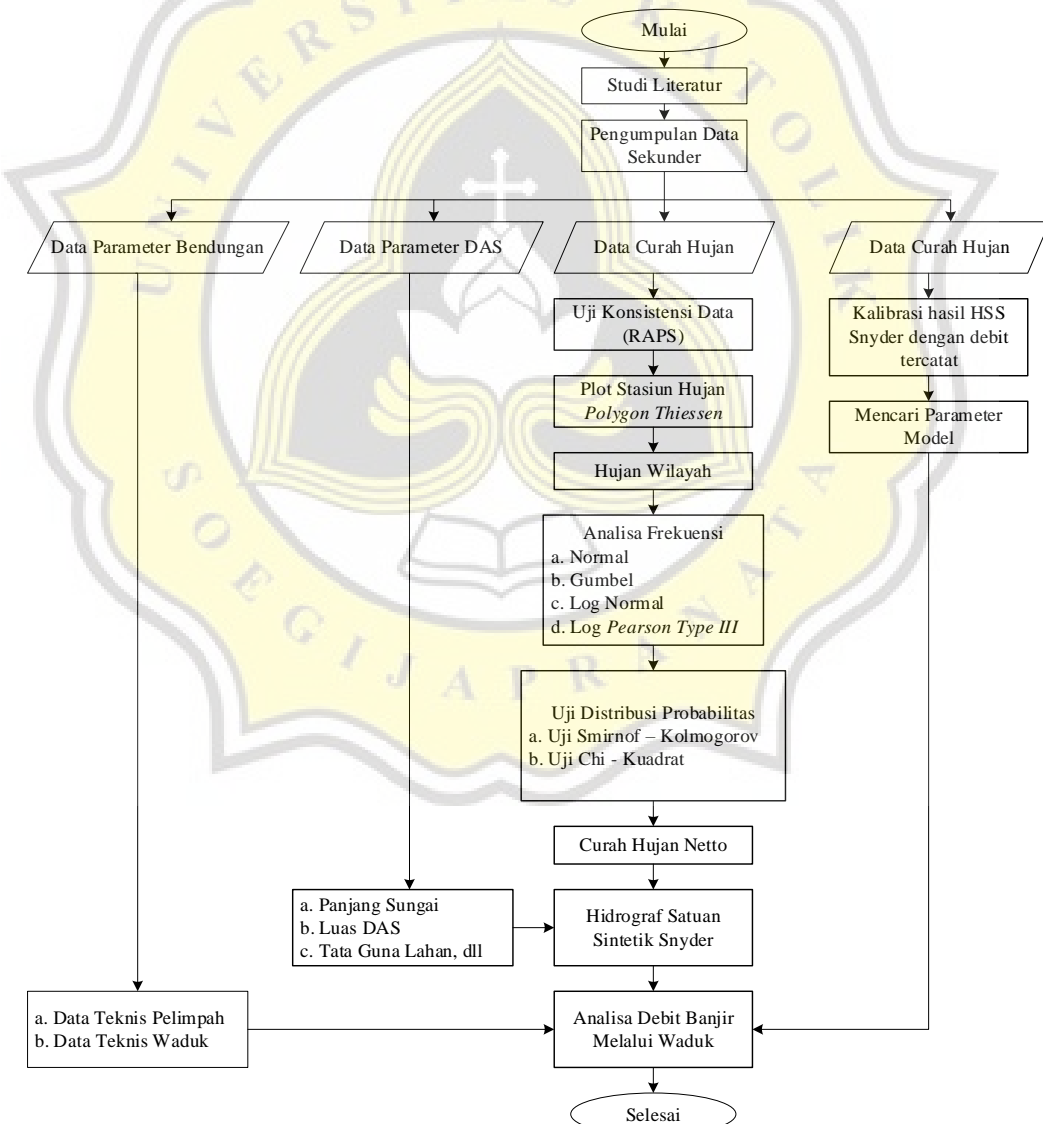 UNIVERSITAS KATOLIK
SOEGIJAPRANATA
Mulai
Studi Literatur
Pengumpulan Data
Sekunder
Data Parameter Bendungan
Data Parameter DAS
Data Curah Hujan
Data Curah Hujan
Uji Konsistensi Data
(RAPS)
Plot Stasiun Hujan
Polygon Thiessen
Hujan Wilayah
Analisa Frekuensi
a. Normal
b. Gumbel
c. Log Normal
d. Log Pearson Type III
Uji Distribusi Probabilitas
a. Uji Smirnof – Kolmogorov
b. Uji Chi - Kuadrat
Curah Hujan Netto
Kalibrasi hasil HSS
Snyder dengan debit
tercatat
Mencari Parameter
Model
a. Panjang Sungai
b. Luas DAS
c. Tata Guna Lahan, dll
Hidrograf Satuan
Sintetik Snyder
a. Data Teknis Pelimpah
b. Data Teknis Waduk
Analisa Debit Banjir
Melalui Waduk
Selesai